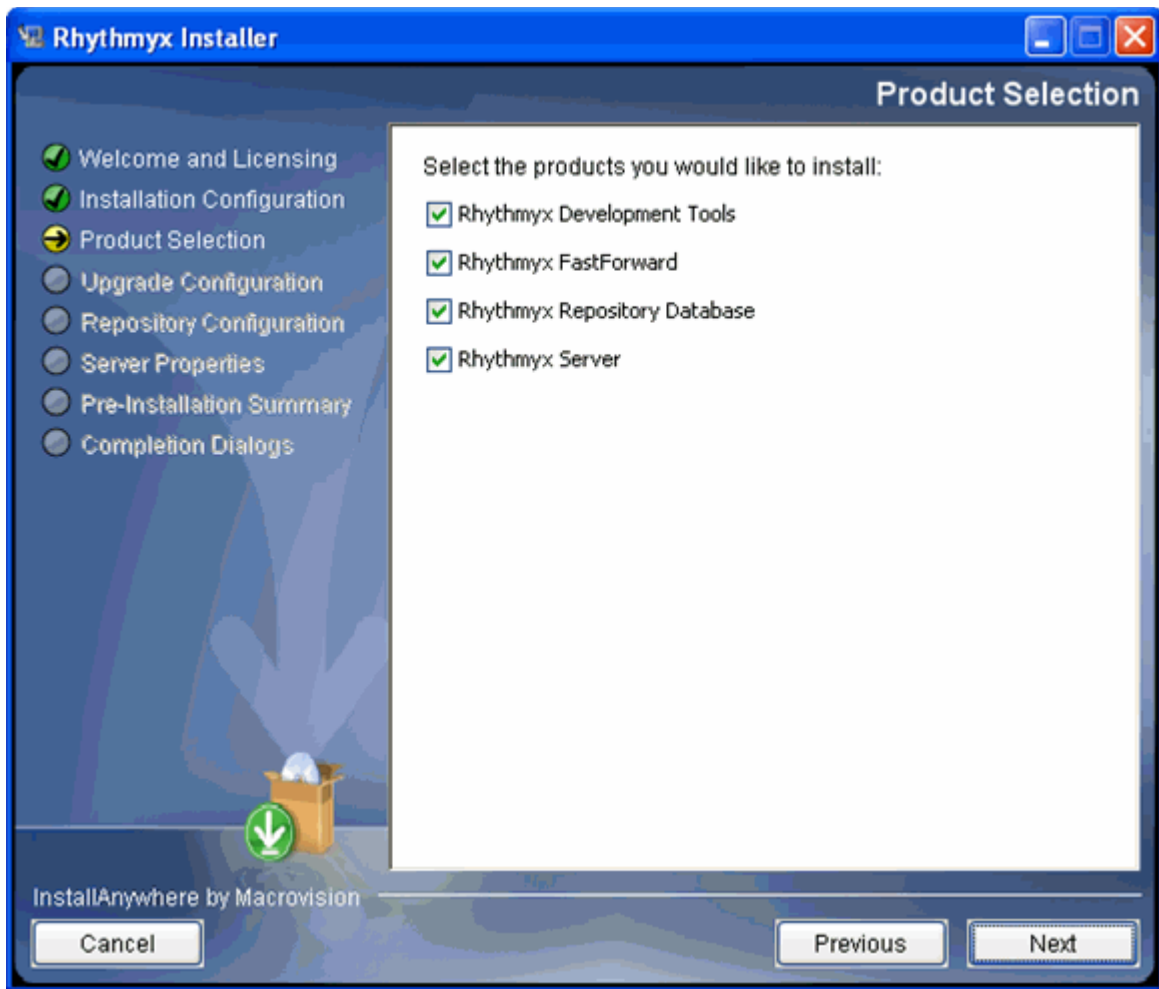 Rhythmyx Installer
Product Selection
Welcome and Licensing
Installation Configuration
Product Selection
Upgrade Configuration
Repository Configuration
Server Properties
Pre-Installation Summary
Completion Dialogs
Select the products you would like to install:
Rhythmyx Development Tools
Rhythmyx FastForward
Rhythmyx Repository Database
Rhythmyx Server
InstallAnywhere by Macrovision
Cancel
Previous
Next